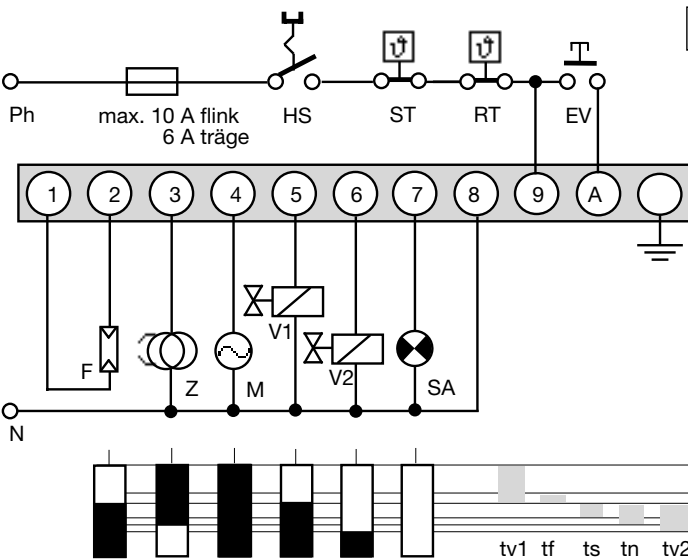 ϑ ϑ
Ph max. 10 A flink HS ST RT EV
6 A träge
1 2 3 4 5 6 7 8 9 A
V1
F Z M V2 SA
N
tv1 tf ts tn tv2